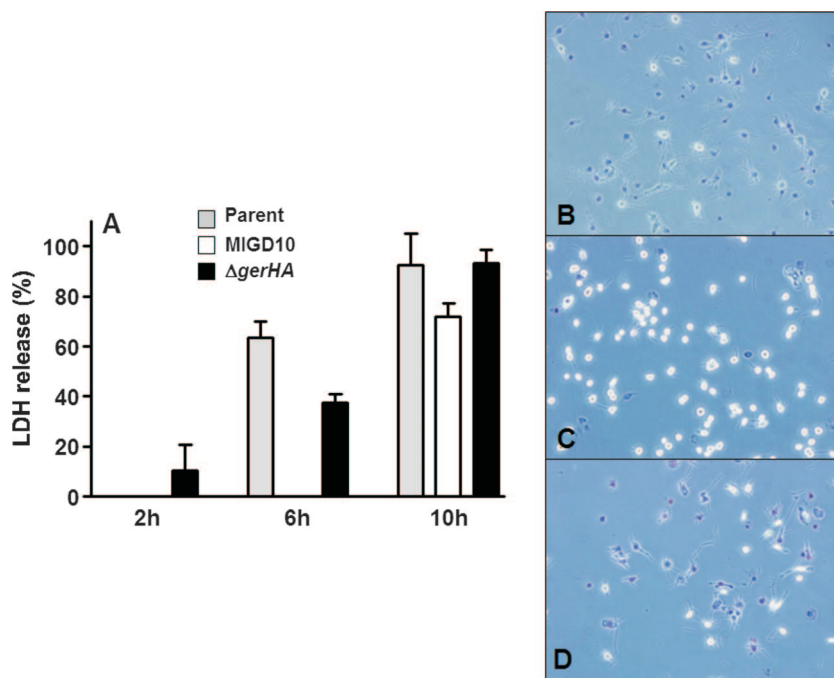 A
Parent
MIGD10
ΔgerHA
LDH release (%)
100
80
60
40
20
0
2h
6h
10h
B
C
D